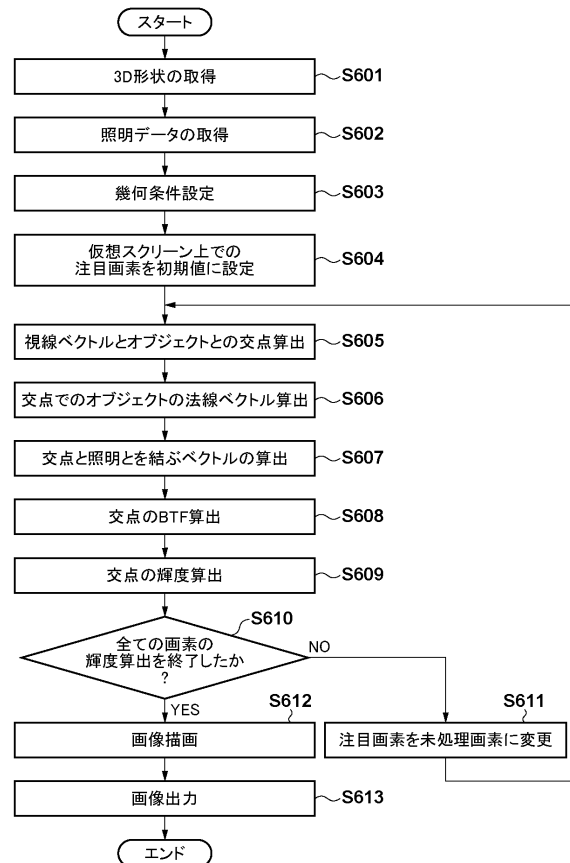 スタート
3D形状の取得
S601
照明データの取得
S602
幾何条件設定
S603
仮想スクリーン上での
注目画素を初期値に設定
S604
視線ベクトルとオブジェクトとの交点算出
S605
交点でのオブジェクトの法線ベクトル算出
S606
交点と照明とを結ぶベクトルの算出
S607
交点のBTF算出
S608
交点の輝度算出
S609
S610
全ての画素の
輝度算出を終了したか
?
NO
YES
S612
画像描画
S611
注目画素を未処理画素に変更
画像出力
S613
エンド